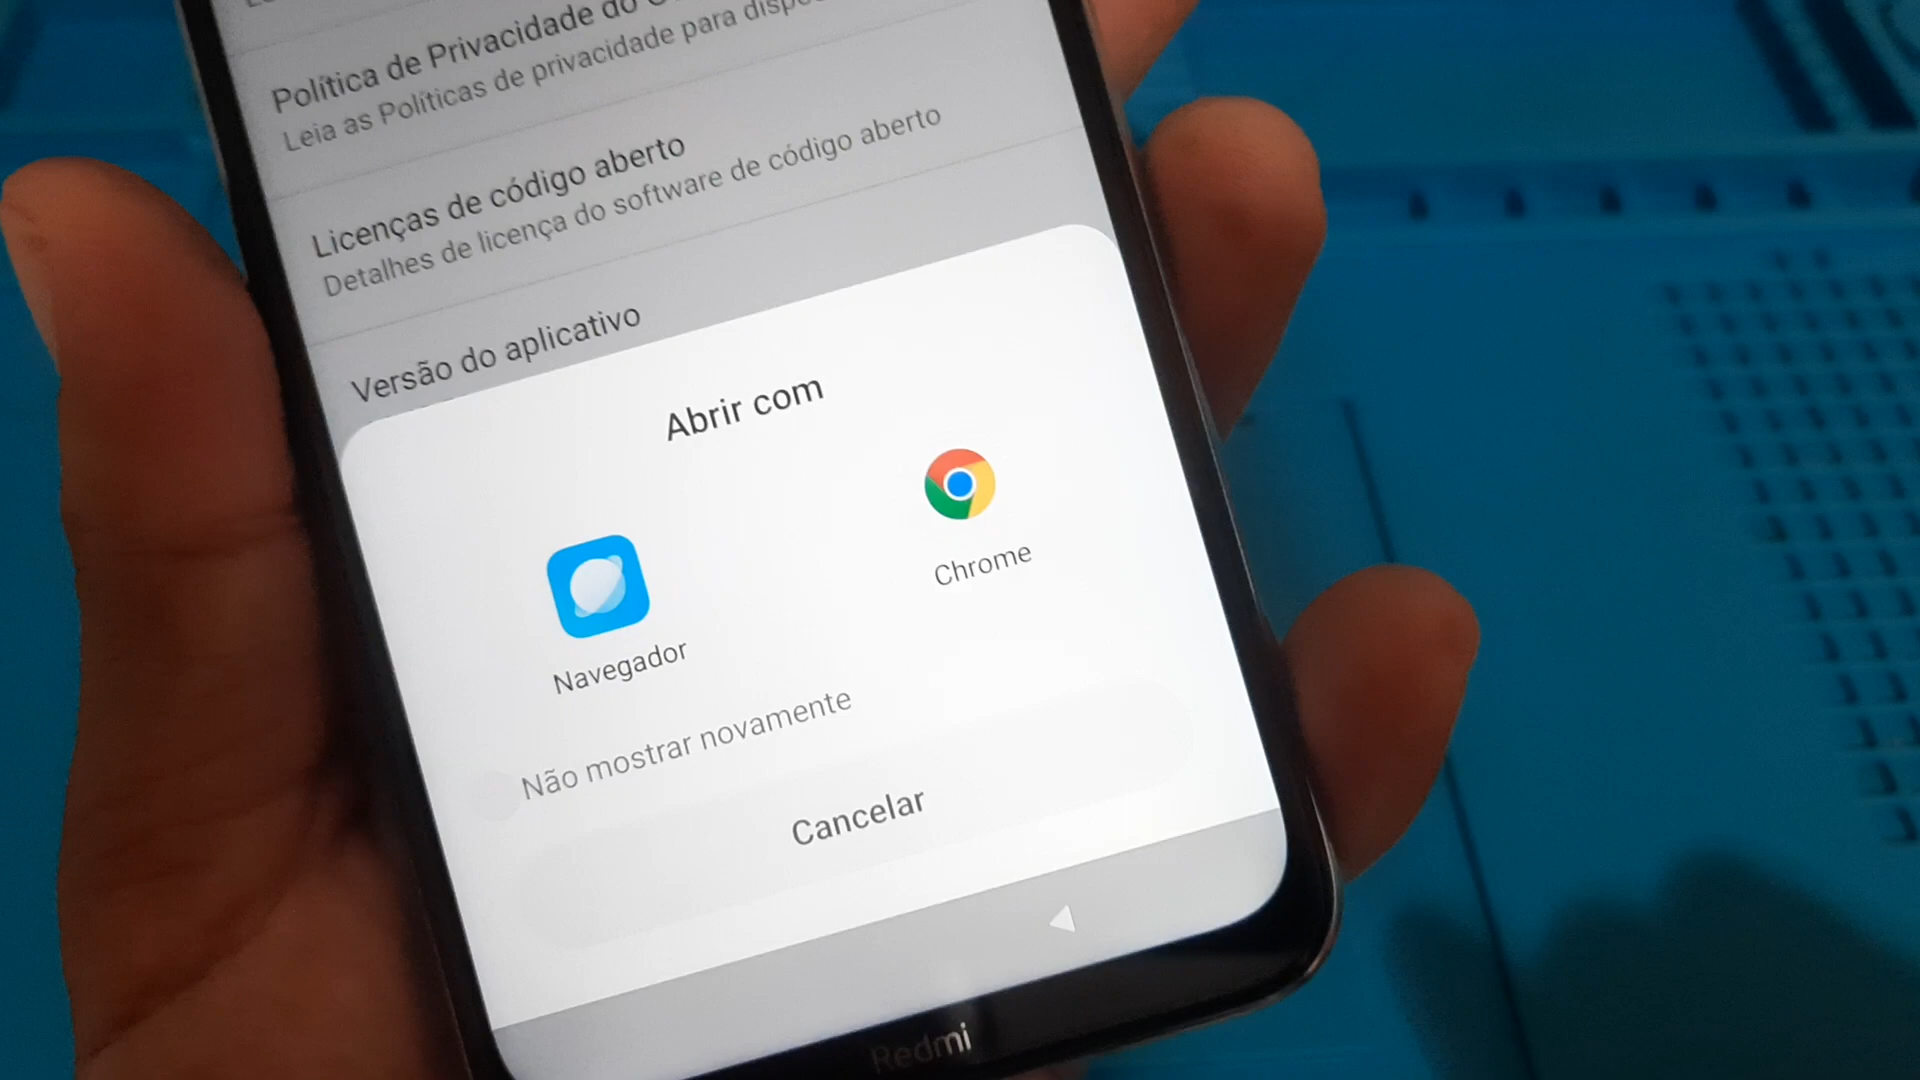 Política de Privacidade do
Leia as Políticas de privacidade para
Licenças de código aberto
Detalhes de licença do software de código aberto
Versão do aplicativo
Abrir com
Navegador
Chrome
Não mostrar novamente
Cancelar
Redmi